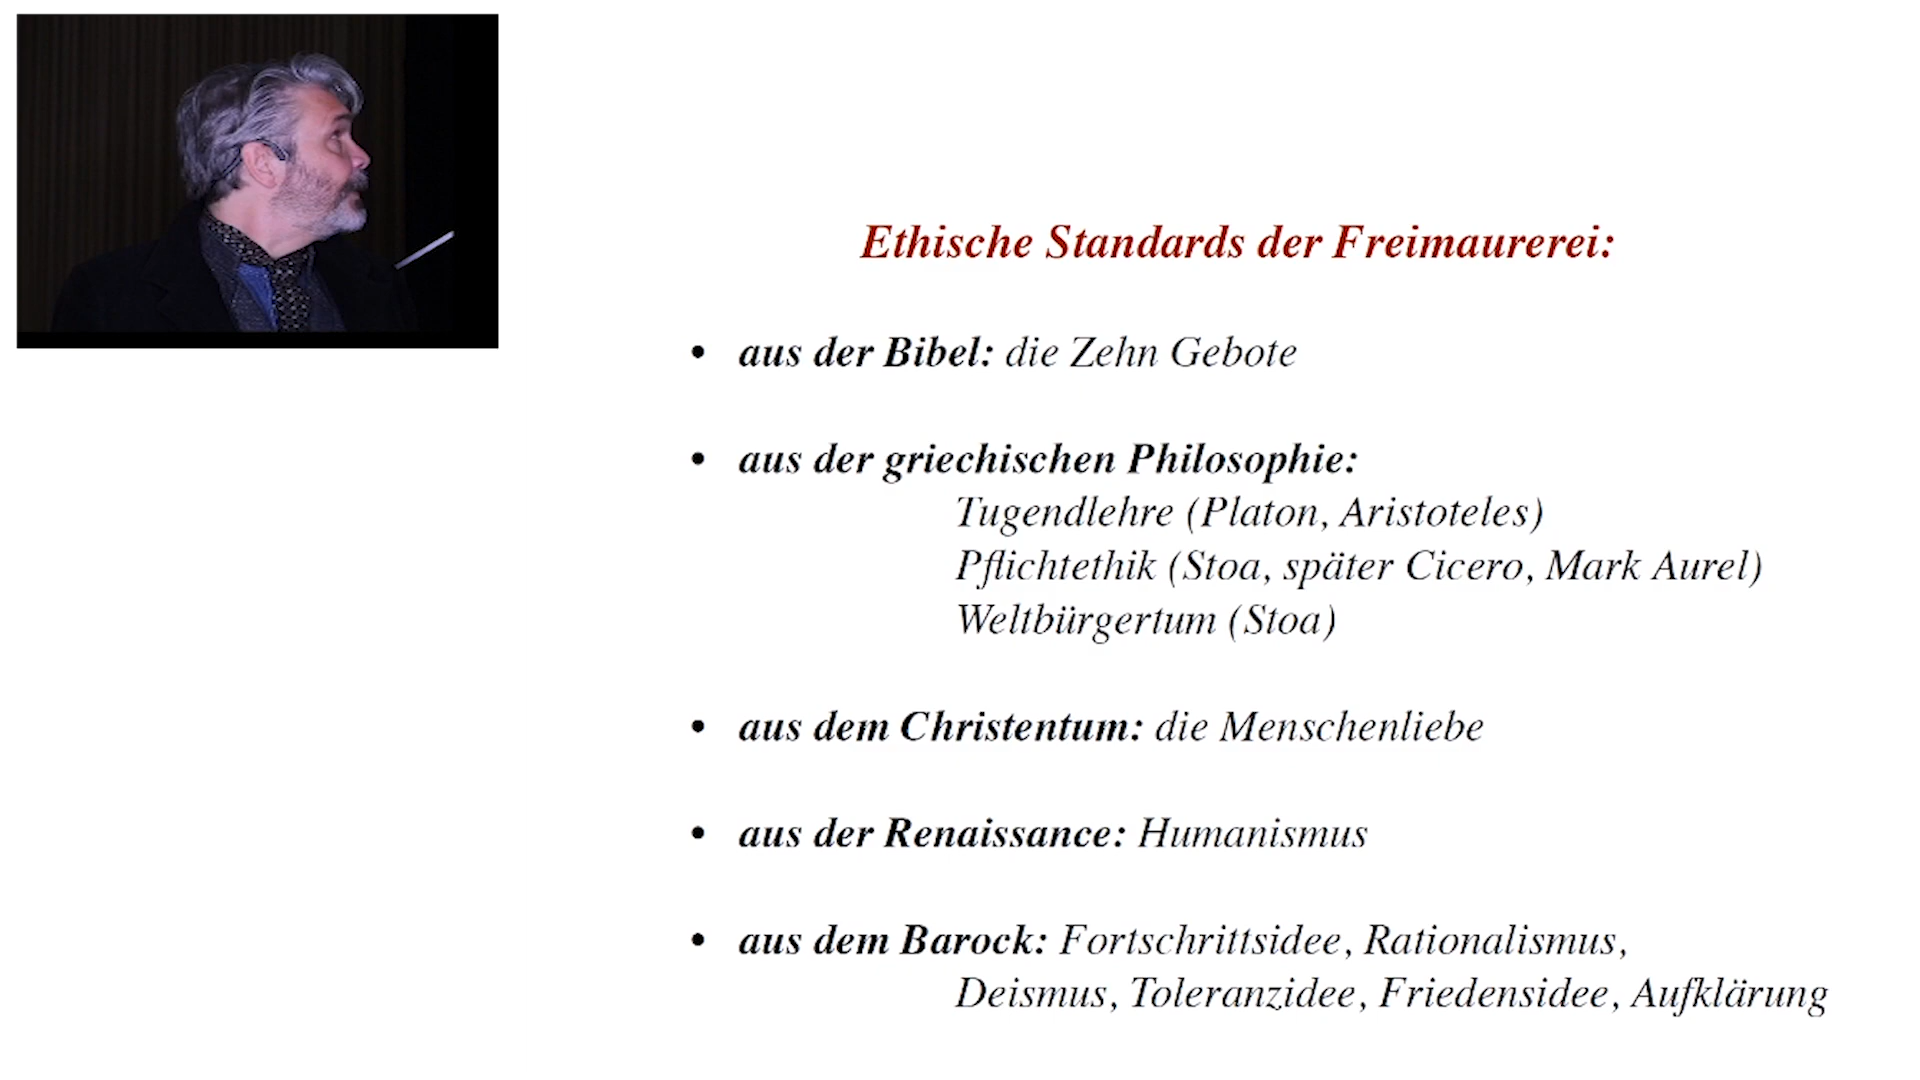 Ethische Standards der Freimaurerei:
• aus der Bibel: die Zehn Gebote
• aus der griechischen Philosophie:
Tugendlehre (Platon, Aristoteles)
Pflichtethik (Stoa, später Cicero, Mark Aurel)
Weltbürgertum (Stoa)
• aus dem Christentum: die Menschenliebe
• aus der Renaissance: Humanismus
• aus dem Barock: Fortschrittsidee, Rationalismus,
Deismus, Toleranzidee, Friedensidee, Aufklärung